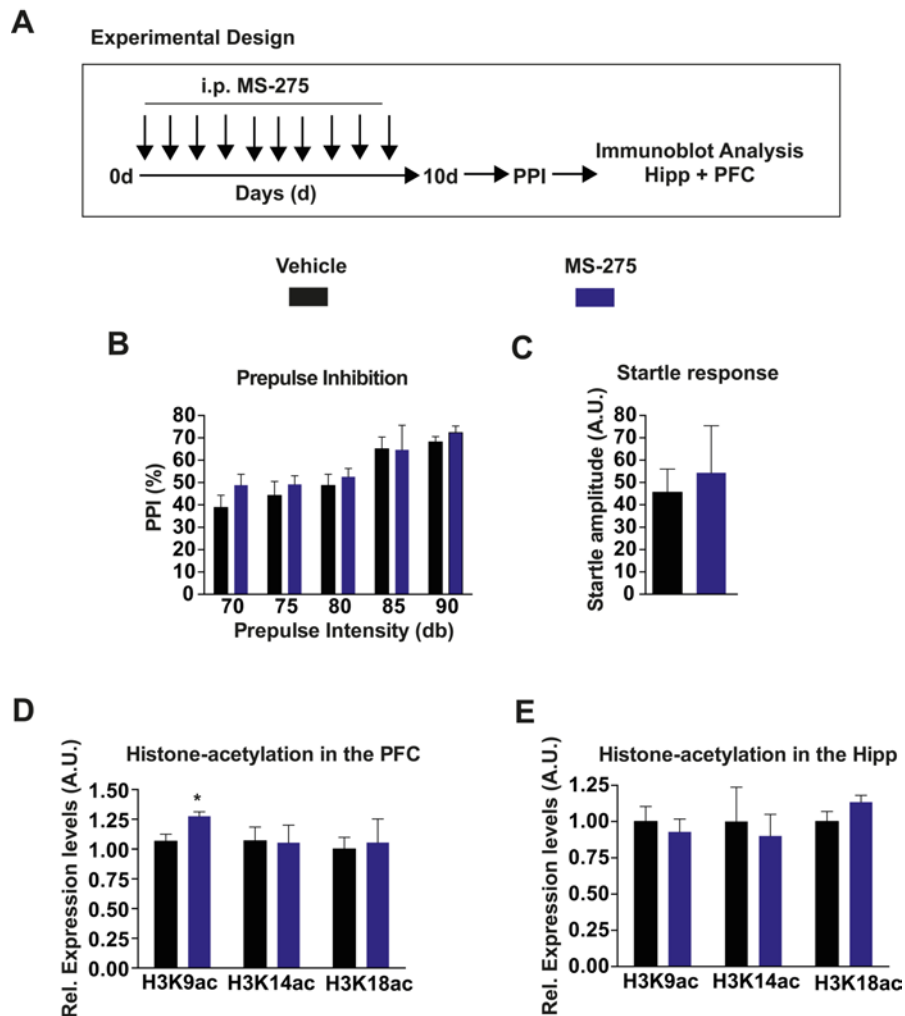 A
Experimental Design
i.p. MS-275
0d
Days (d)
10d
PPI
Immunoblot Analysis
Hipp + PFC
Vehicle
MS-275
B
Prepulse Inhibition
80
70
60
50
40
30
20
10
0
PPI (%)
70 75 80 85 90
Prepulse Intensity (db)
C
Startle response
80
70
60
50
40
30
20
10
0
Startle amplitude (A.U.)
D
Histone-acetylation in the PFC
Rel. Expression levels (A.U.)
1.50
1.25
1.00
0.75
0.50
0.25
0.00
*
H3K9ac H3K14ac H3K18ac
E
Histone-acetylation in the Hipp
Rel. Expression levels (A.U.)
1.25
1.00
0.75
0.50
0.25
0.00
H3K9ac H3K14ac H3K18ac